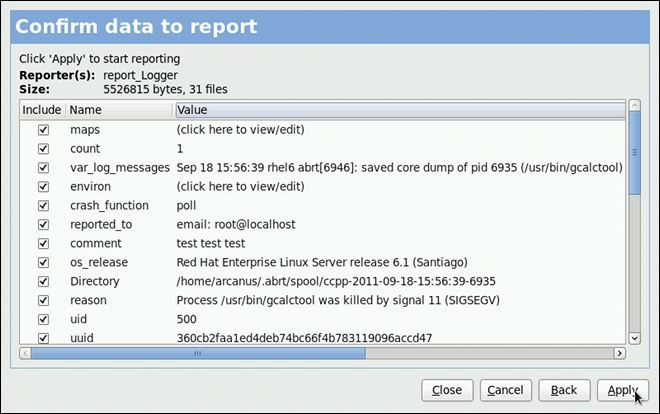 Confirm data to report
Click 'Apply' to start reporting
Reporter(s): report_Logger
Size: 5526815 bytes, 31 files
Include Name Value
maps (click here to view/edit)
count 1
var_log_messages Sep 18 15:56:39 rhel6 abrt[6946]: saved core dump of pid 6935 (/usr/bin/gcalctool)
environ (click here to view/edit)
crash_function poll
reported_to email: root@localhost
comment test test test
os_release Red Hat Enterprise Linux Server release 6.1 (Santiago)
Directory /home/arcanus/.abrt/spool/ccpp-2011-09-18-15:56:39-6935
reason Process /usr/bin/gcalctool was killed by signal 11 (SIGSEGV)
uid 500
uuid 360cb2faa1ed4deb74bc66f4b783119096accd47
Close Cancel Back Apply